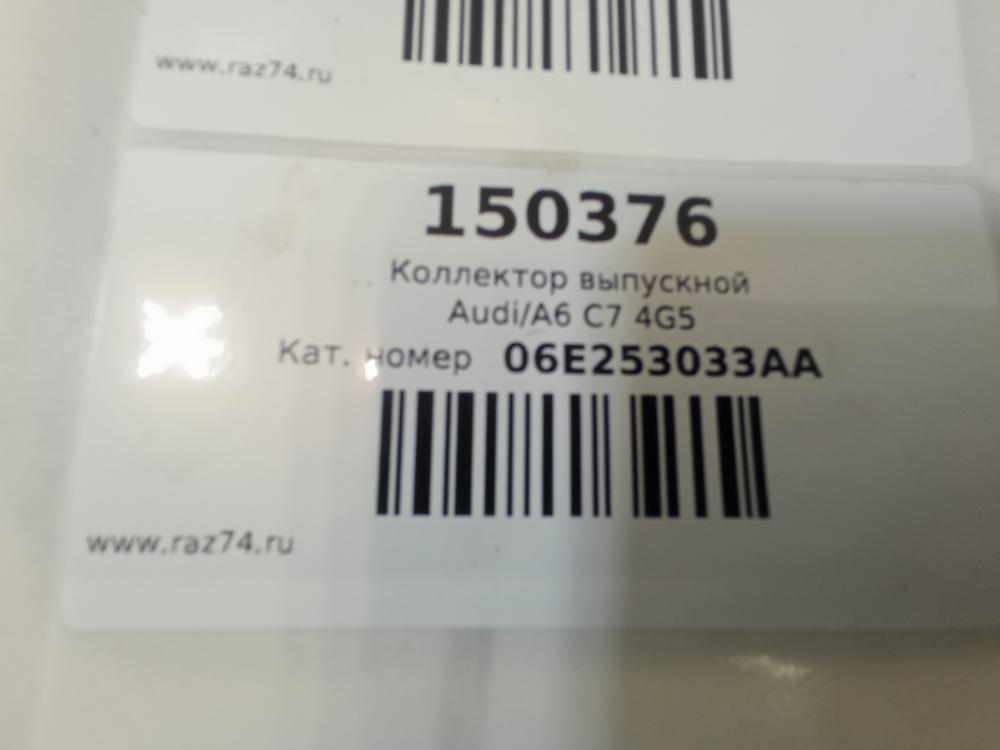 www.raz74.ru
150376
Коллектор выпускной
Audi/A6 C7 4G5
Кат. номер 06E253033AA
www.raz74.ru